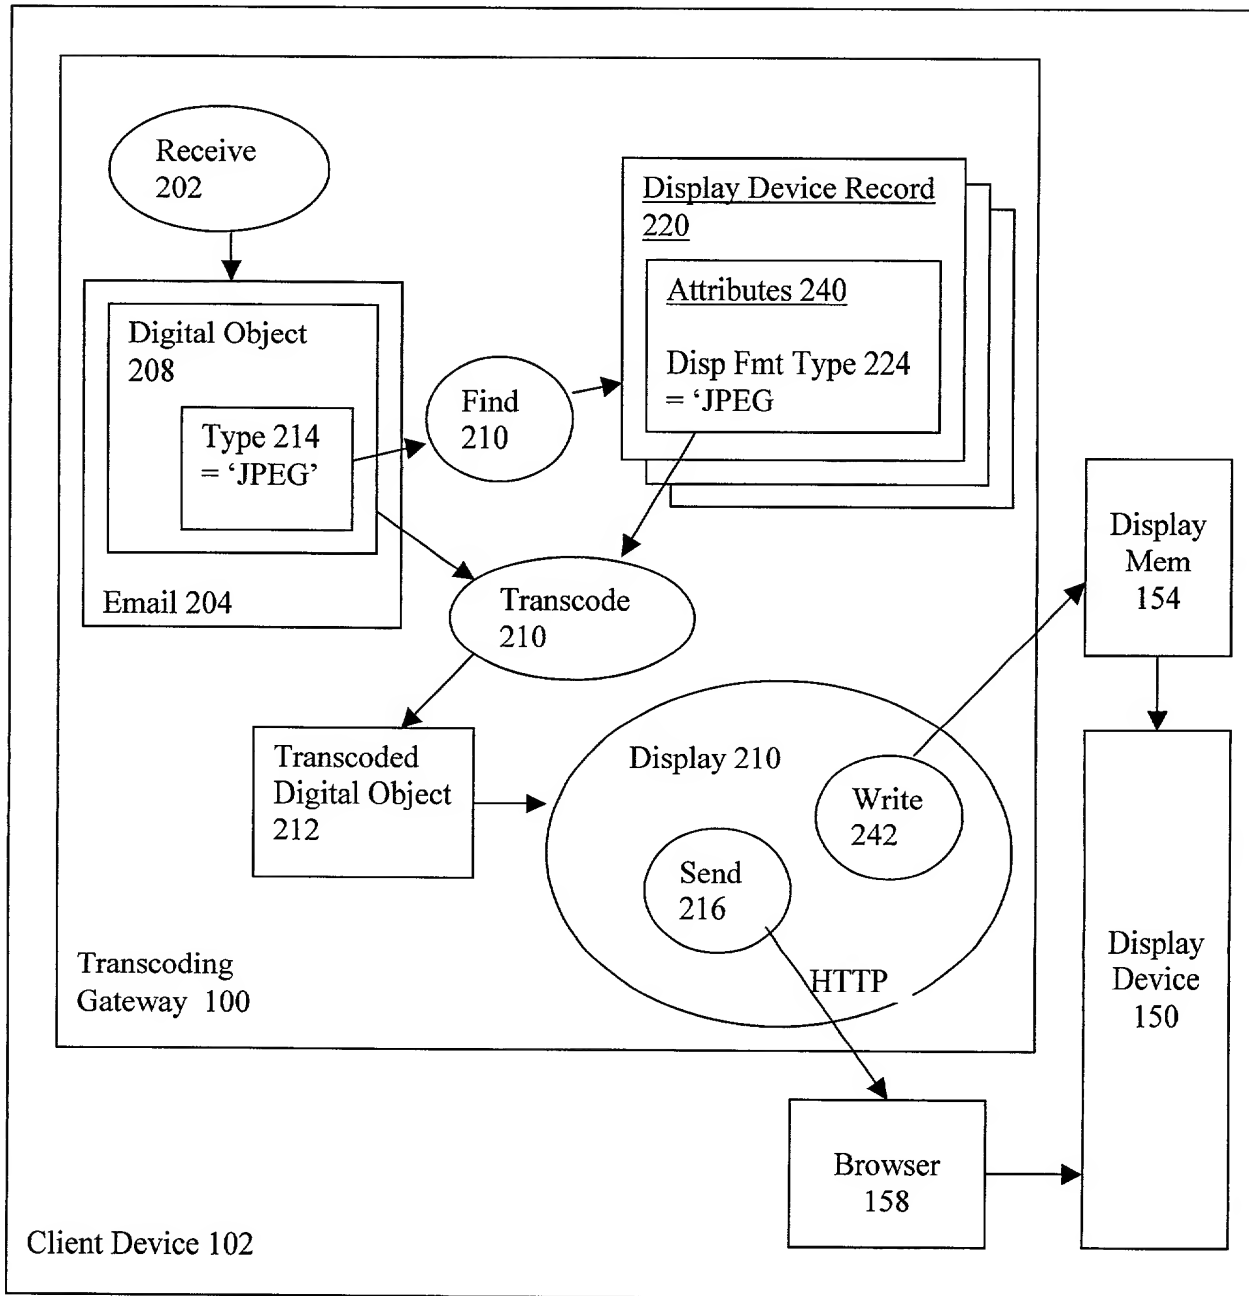 Receive
202
Display Device Record
220
Attributes 240
Disp Fmt Type 224
= ‘JPEG
Digital Object
208
Type 214
= ‘JPEG’
Email 204
Find
210
Transcode
210
Display
Mem
154
Transcoded
Digital Object
212
Display 210
Write
242
Send
216
HTTP
Display
Device
150
Transcoding
Gateway 100
Browser
158
Client Device 102